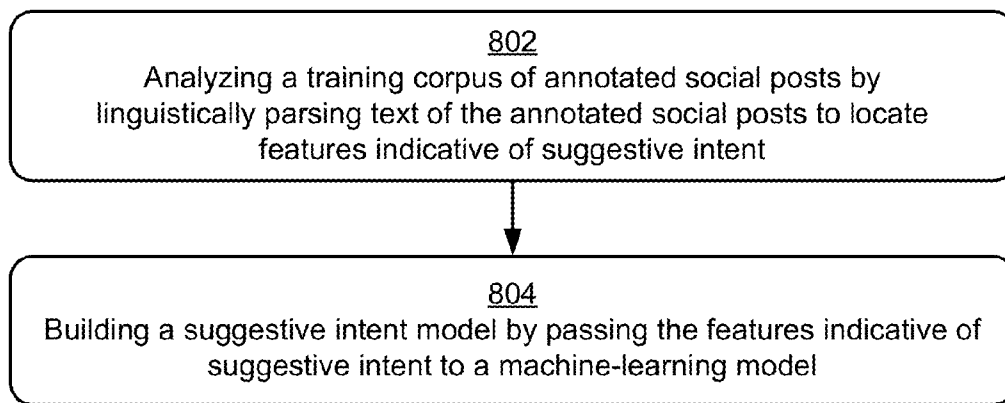 802
Analyzing a training corpus of annotated social posts by
linguistically parsing text of the annotated social posts to locate
features indicative of suggestive intent
804
Building a suggestive intent model by passing the features indicative of
suggestive intent to a machine-learning model